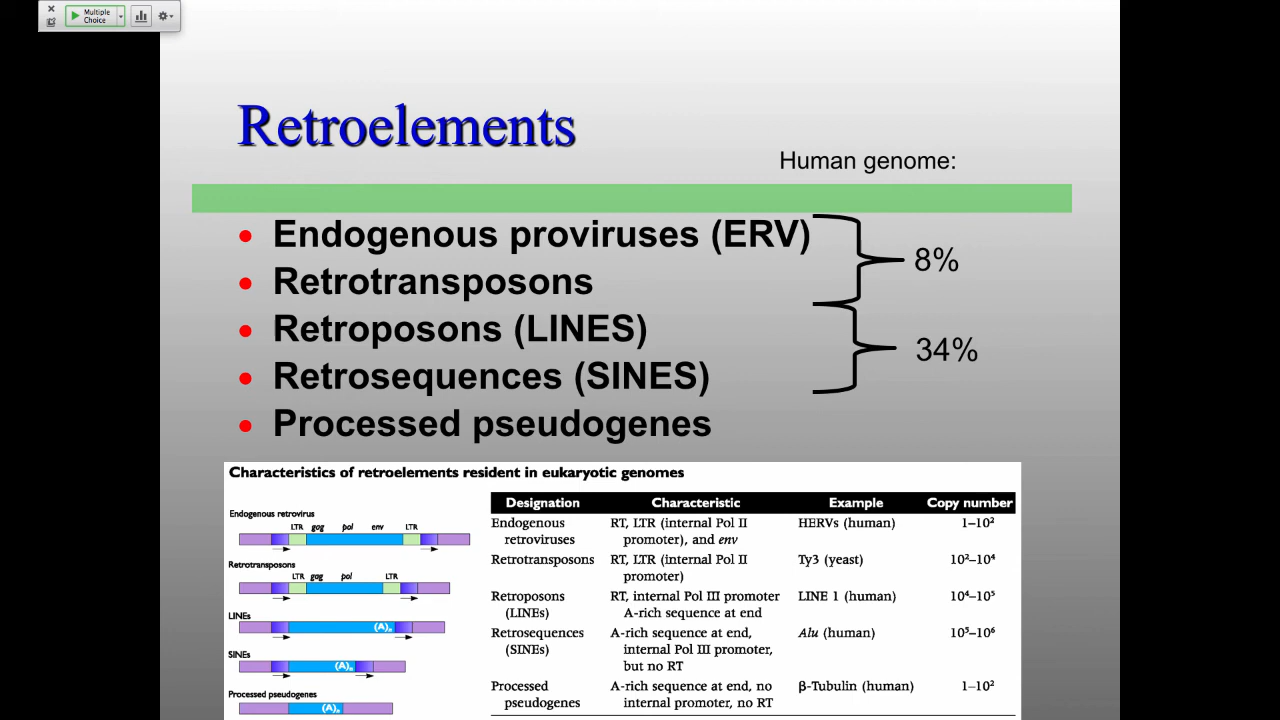 Multiple
Choice
Retroelements
Human genome:
• Endogenous proviruses (ERV)
• Retrotransposons
8%
• Retroposons (LINES)
• Retrosequences (SINES)
34%
• Processed pseudogenes
Characteristics of retroelements resident in eukaryotic genomes
Endogenous retrovirus
LTR gag pol env LTR
Retrotransposons
LTR gag pol LTR
LINEs
(A)n
SINEs
(A)n
Processed pseudogenes
(A)n
Designation Characteristic Example Copy number
Endogenous RT, LTR (internal Pol II HERVs (human) 1–10²
retroviruses promoter), and env
Retrotransposons RT, LTR (internal Pol II Ty3 (yeast) 10²–10⁴
promoter)
Retroposons RT, internal Pol III promoter LINE 1 (human) 10⁴–10⁵
(LINEs) A-rich sequence at end
Retrosequences A-rich sequence at end, Alu (human) 10⁵–10⁶
(SINEs) internal Pol III promoter,
but no RT
Processed A-rich sequence at end, no β-Tubulin (human) 1–10²
pseudogenes internal promoter, no RT